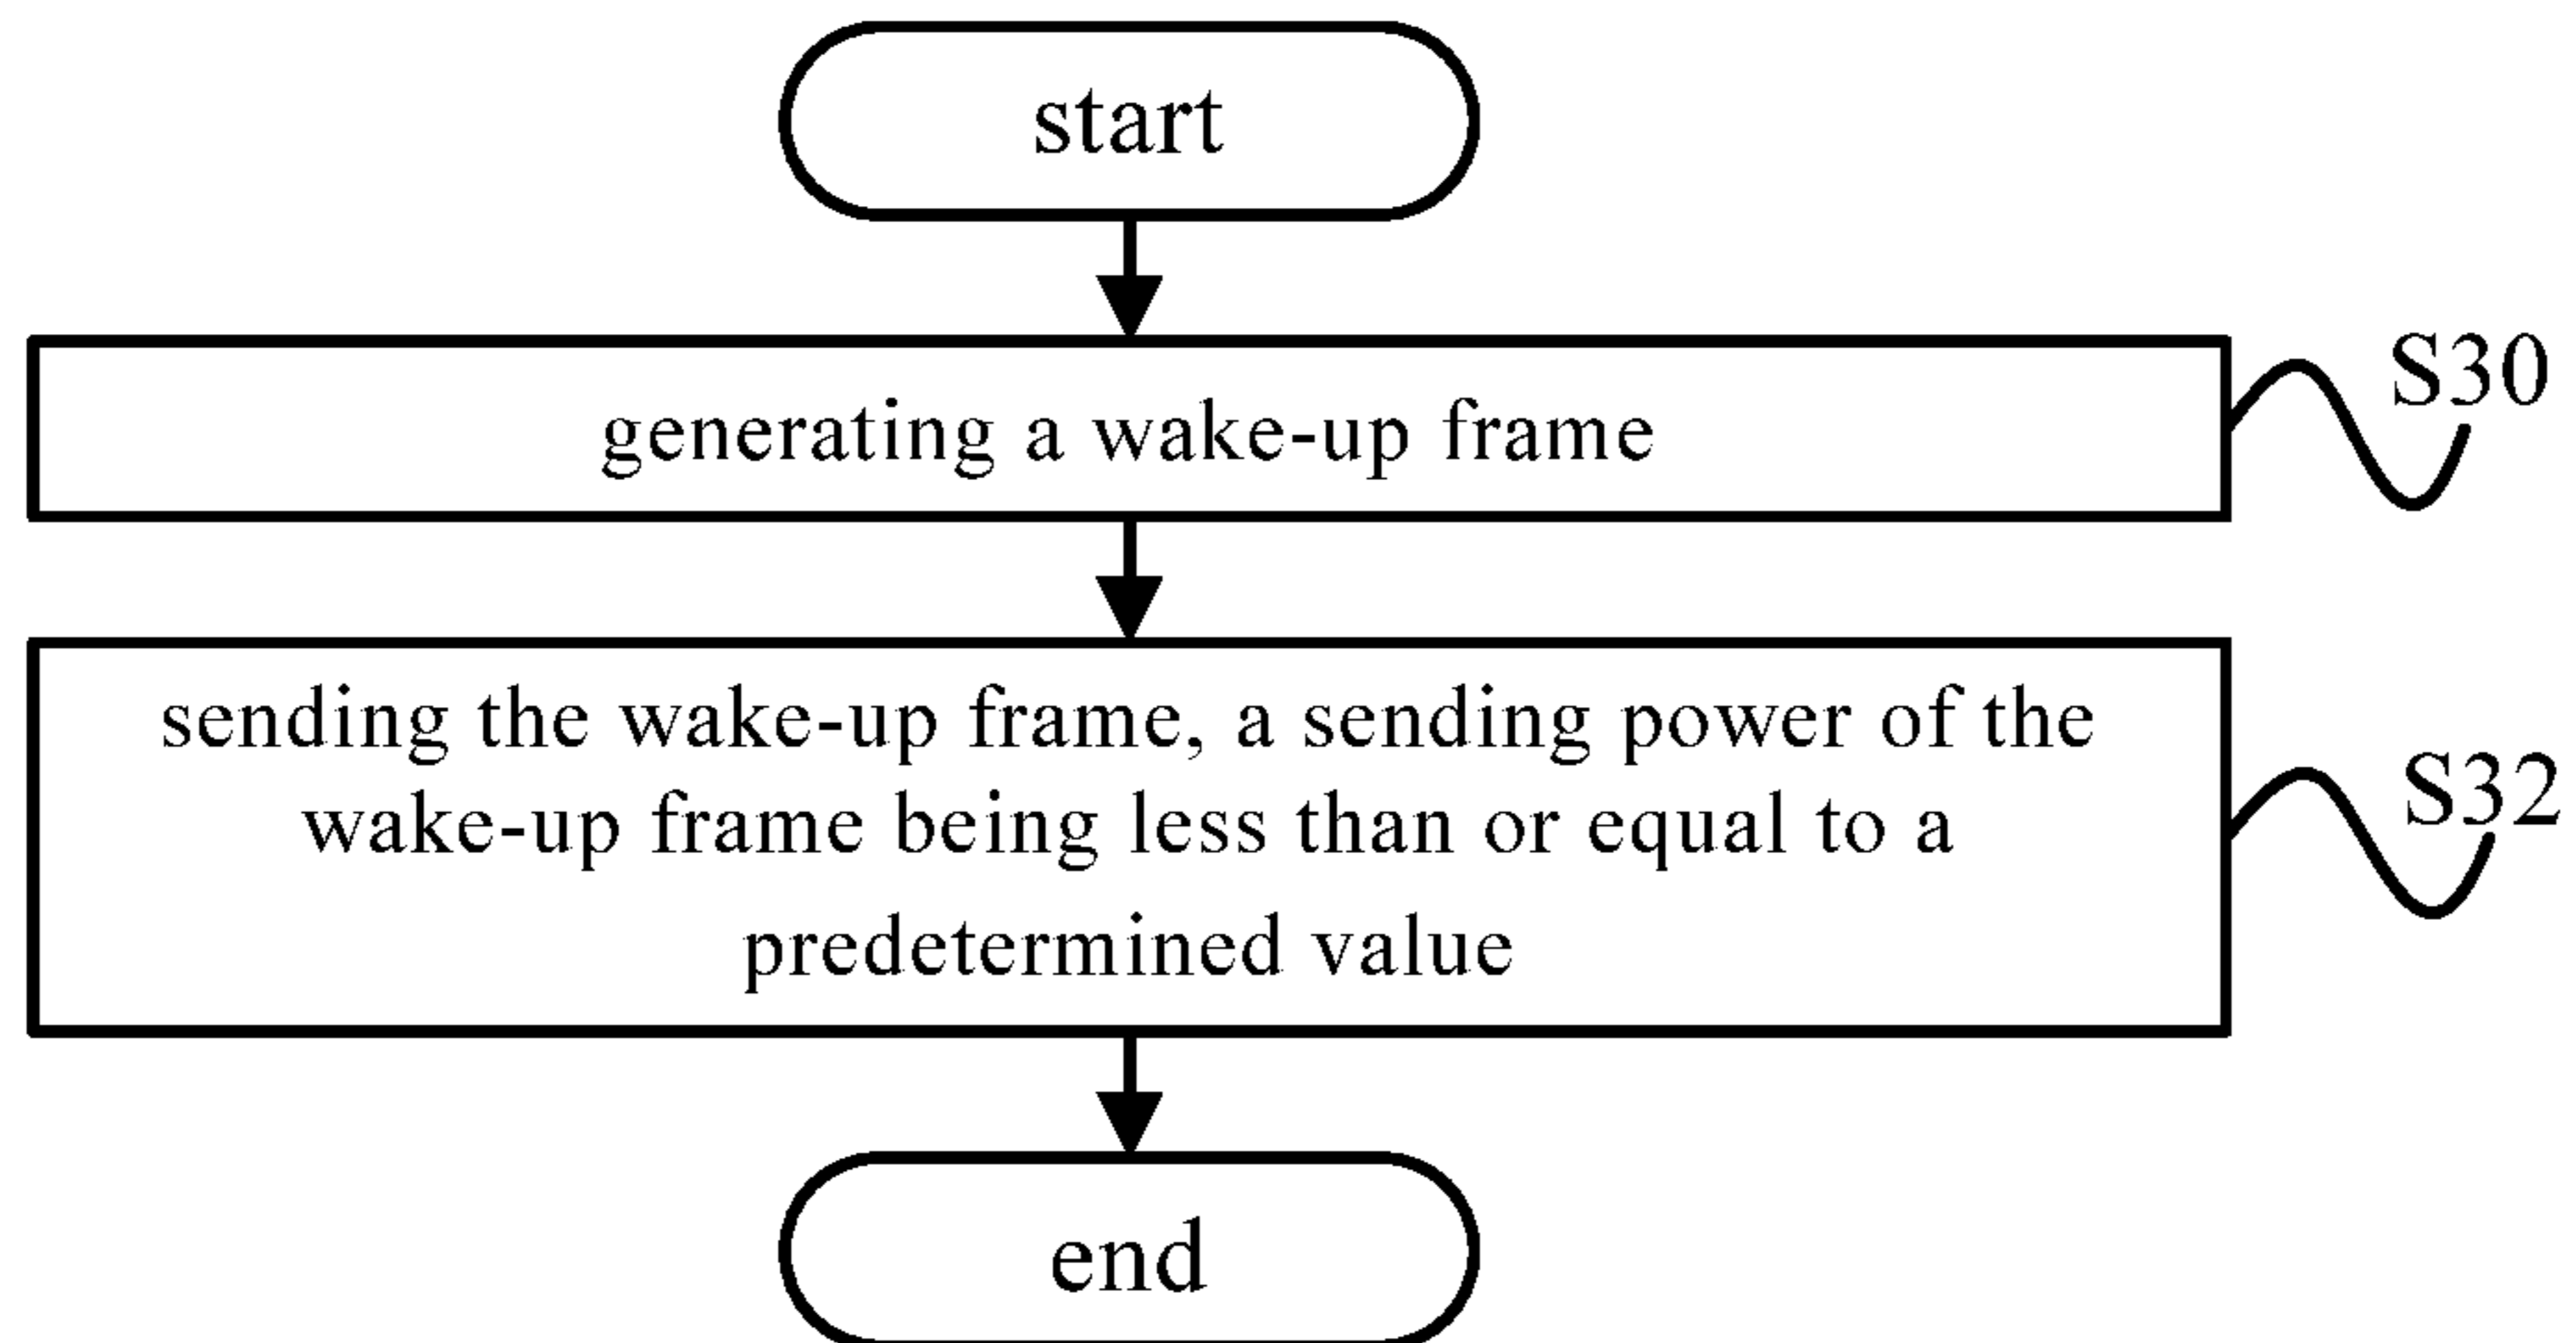 start
generating a wake-up frame
S30
sending the wake-up frame, a sending power of the
wake-up frame being less than or equal to a
predetermined value
S32
end